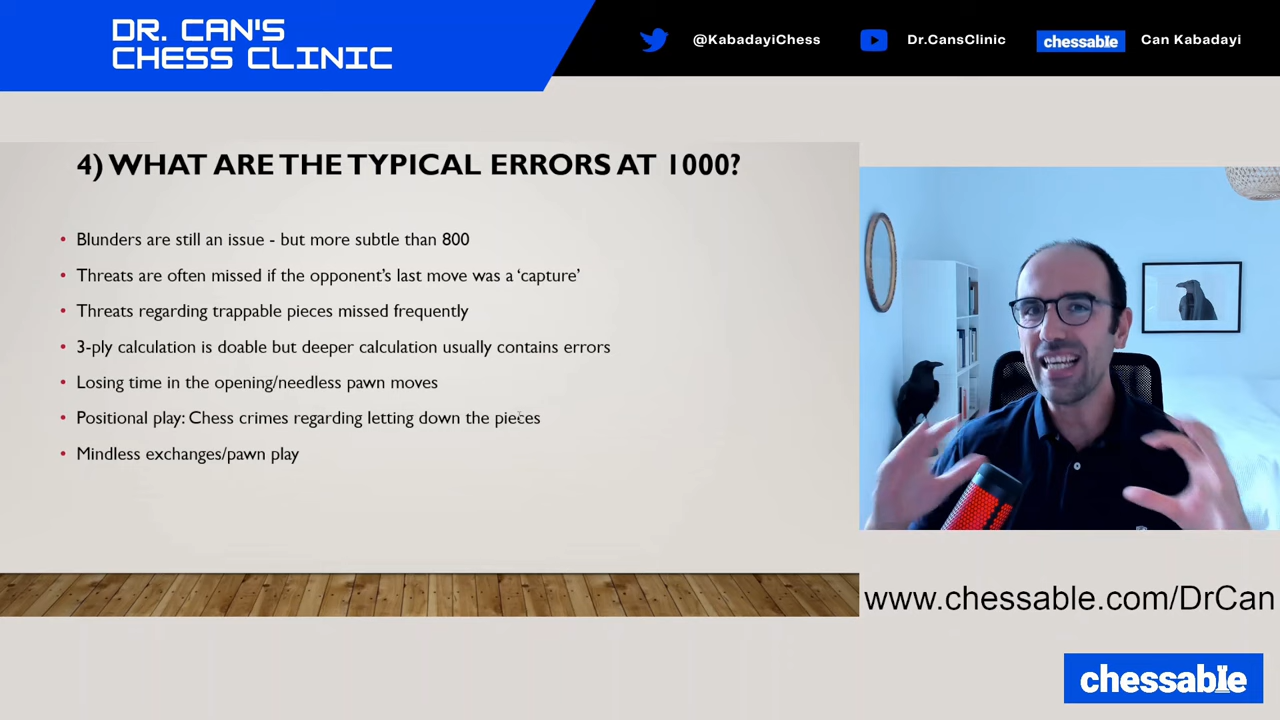 DR. CAN'S
CHESS CLINIC
@KabadayiChess
Dr.CansClinic
chessable
Can Kabadayi
4) WHAT ARE THE TYPICAL ERRORS AT 1000?
• Blunders are still an issue - but more subtle than 800
• Threats are often missed if the opponent's last move was a ‘capture’
• Threats regarding trappable pieces missed frequently
• 3-ply calculation is doable but deeper calculation usually contains errors
• Losing time in the opening/needless pawn moves
• Positional play: Chess crimes regarding letting down the pieces
• Mindless exchanges/pawn play
www.chessable.com/DrCan
chessable